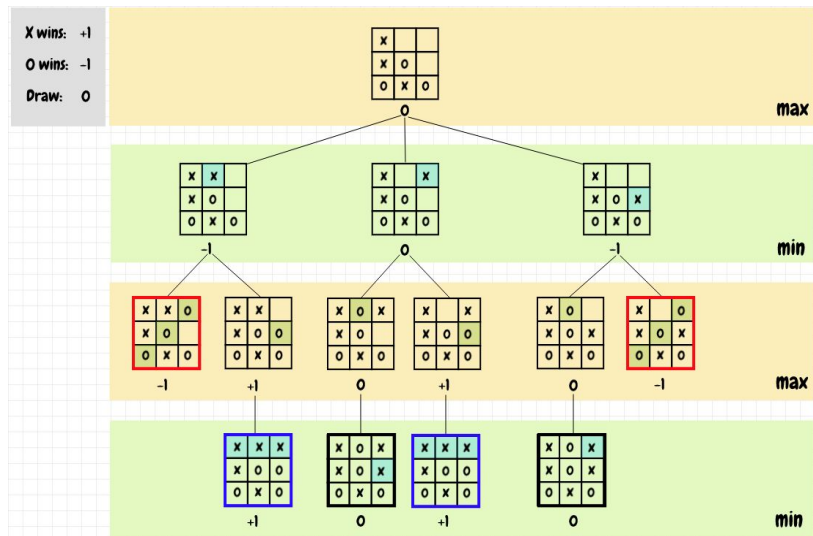 X wins: +1
O wins: -1
Draw: 0
X
X O
O X O
0
max
X X
X O
O X O
-1
X X
X O
O X O
0
X
X O X
O X O
-1
min
X X O
X O
O X O
-1
X X
X O O
O X O
+1
X O X
X O
O X O
0
X X
X O O
O X O
+1
X O
X O X
O X O
0
X O
X O X
O X O
-1
max
X X X
X O O
O X O
+1
X O X
X O X
O X O
0
X X X
X O O
O X O
+1
X O X
X O X
O X O
0
min